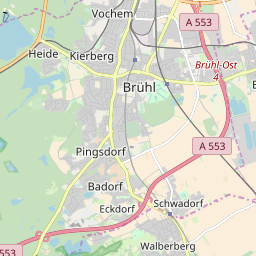 Vochem
A 553
Heide
Kierberg
Brühl-Ost
4
Brühl
A 553
Pingsdorf
Badorf
Eckdorf
Schwadorf
Walberberg
553